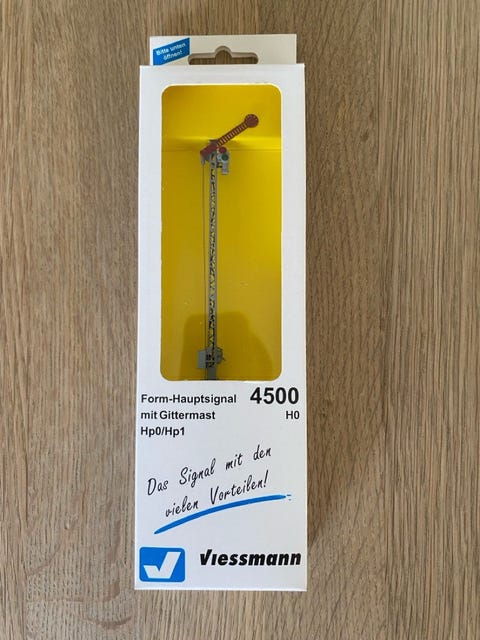 Bitte unten
öffnen!
Form-Hauptsignal 4500
mit Gittermast H0
Hp0/Hp1
Das Signal mit den
vielen Vorteilen!
Viessmann